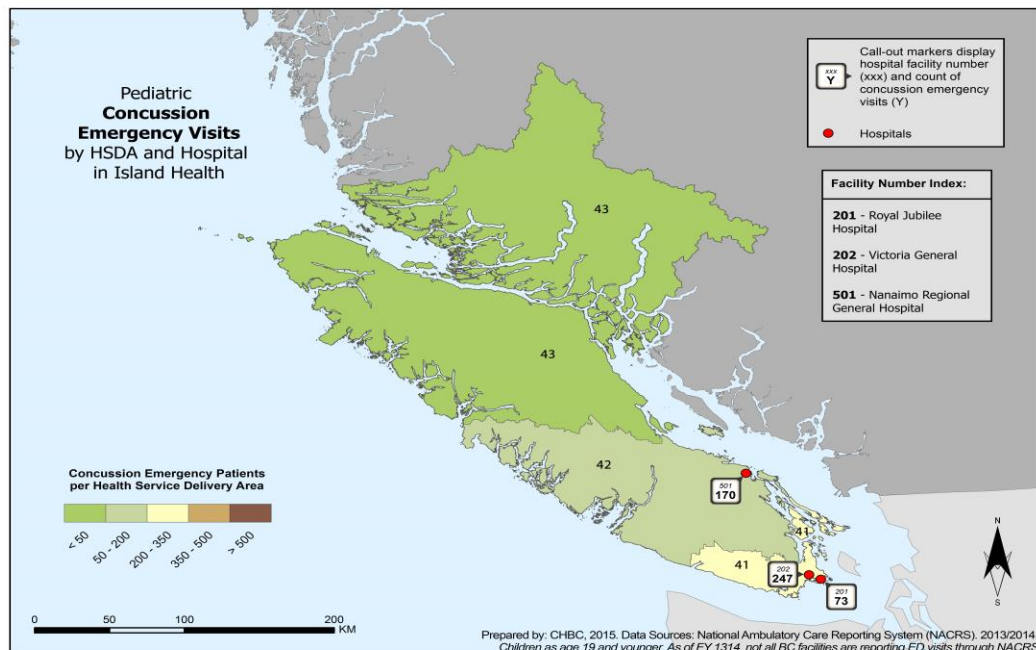 Pediatric
Concussion
Emergency Visits
by HSDA and Hospital
in Island Health
xxx
Y
Call-out markers display
hospital facility number
(xxx) and count of
concussion emergency
visits (Y)
Hospitals
Facility Number Index:
201 - Royal Jubilee
Hospital
202 - Victoria General
Hospital
501 - Nanaimo Regional
General Hospital
43
43
42
501
170
41
41
202
247
201
73
Concussion Emergency Patients
per Health Service Delivery Area
< 50
50 - 200
200 - 350
350 - 500
> 500
N
S
0 50 100 200
KM
Prepared by: CHBC, 2015. Data Sources: National Ambulatory Care Reporting System (NACRS). 2013/2014.
Children as age 19 and younger. As of FY 1314, not all BC facilities are reporting ED visits through NACRS